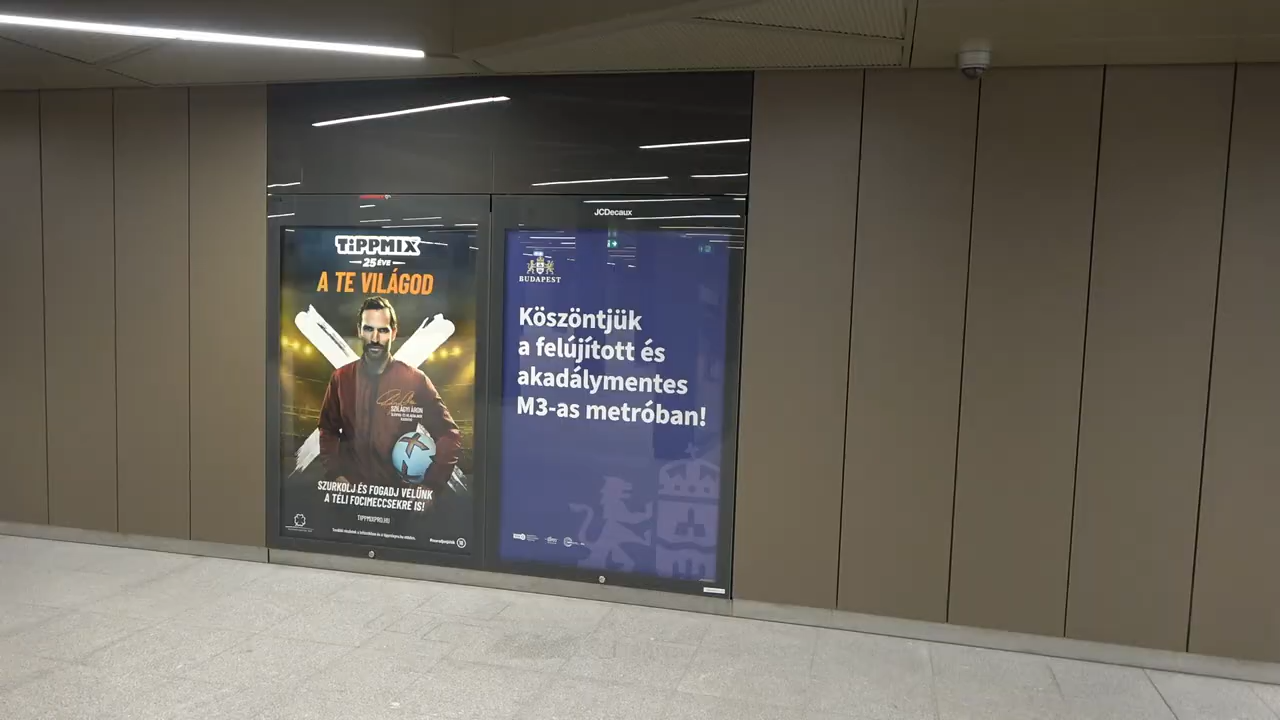 TiPPMIX
25 ÉVE
A TE VILÁGOD
SZILÁGYI ÁRON
SZURKOLJ ÉS FOGADJ VELÜNK
A TÉLI FOCIMECCSEKRE IS!
TIPPMIXPRO.HU
JCDecaux
BUDAPEST
Köszöntjük
a felújított és
akadálymentes
M3-as metróban!